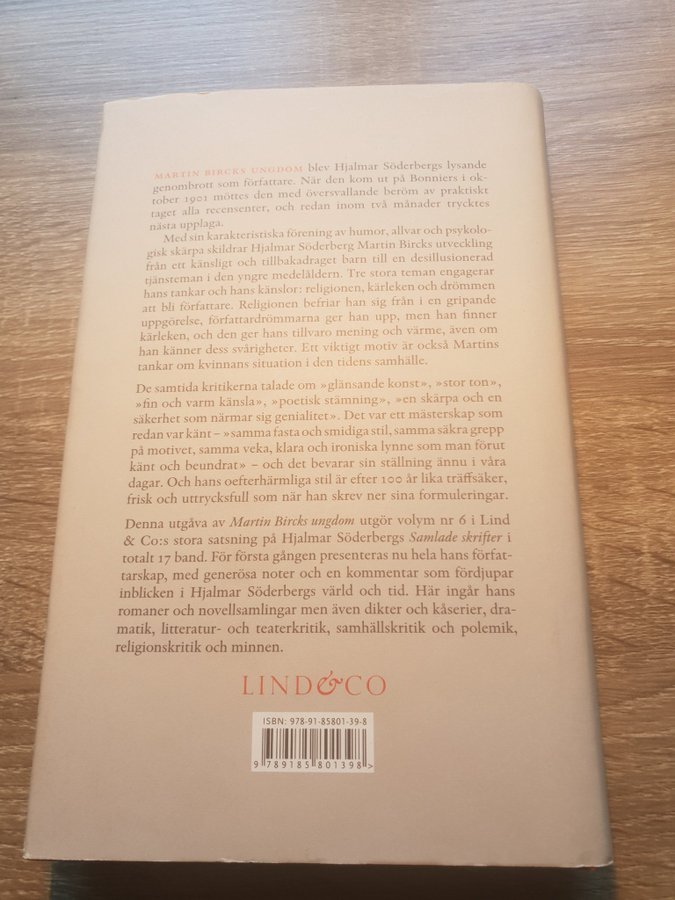 MARTIN BIRCKS UNGDOM blev Hjalmar Söderbergs lysande
genombrott som författare. När den kom ut på Bonniers i ok-
tober 1901 möttes den med översvallande beröm av praktiskt
taget alla recensenter, och redan inom två månader trycktes
nästa upplaga.
Med sin karakteristiska förening av humor, allvar och psykolo-
gisk skärpa skildrar Hjalmar Söderberg Martin Bircks utveckling
från ett känsligt och tillbakadraget barn till en desillusionerad
tjänsteman i den yngre medelåldern. Tre stora teman engagerar
hans tankar och hans känslor: religionen, kärleken och drömmen
att bli författare. Religionen befriar han sig från i en gripande
uppgörelse, författardrömmarna ger han upp, men han finner
kärleken, och den ger hans tillvaro mening och värme, även om
han känner dess svårigheter. Ett viktigt motiv är också Martins
tankar om kvinnans situation i den tidens samhälle.
De samtida kritikerna talade om »glänsande konst», »stor ton»,
»fin och varm känsla», »poetisk stämning», »en skärpa och en
säkerhet som närmar sig genialitet». Det var ett mästerskap som
redan var känt – »samma fasta och smidiga stil, samma säkra grepp
på motivet, samma veka, klara och ironiska lynne som man förut
känt och beundrat» – och det bevarar sin ställning ännu i våra
dagar. Och hans oefterhärmliga stil är efter 100 år lika träffsäker,
frisk och uttrycksfull som när han skrev ner sina formuleringar.
Denna utgåva av Martin Bircks ungdom utgör volym nr 6 i Lind
& Co:s stora satsning på Hjalmar Söderbergs Samlade skrifter i
totalt 17 band. För första gången presenteras nu hela hans förfat-
tarskap, med generösa noter och en kommentar som fördjupar
inblicken i Hjalmar Söderbergs värld och tid. Här ingår hans
romaner och novellsamlingar men även dikter och kåserier, dra-
matik, litteratur- och teaterkritik, samhällskritik och polemik,
religionskritik och minnen.
LIND&CO
ISBN: 978-91-85801-39-8
9 789185 801398 >